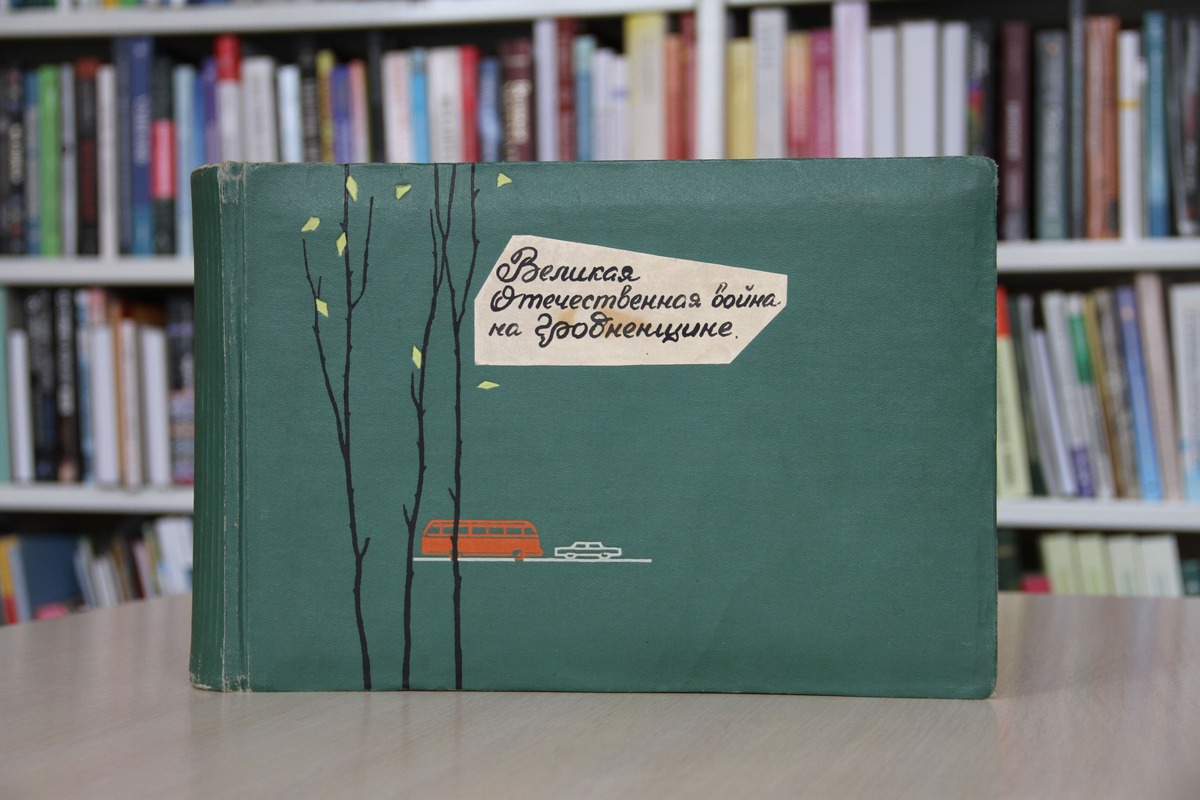 Великая
Отечественная война
на Гродненщине.